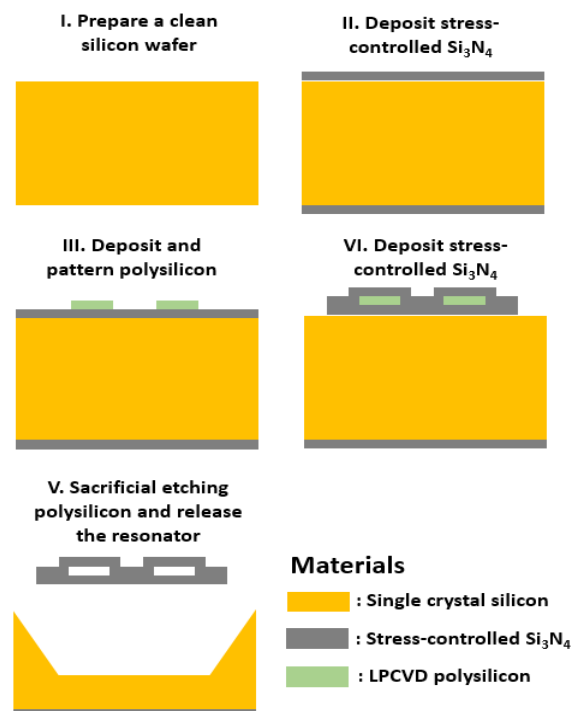 I. Prepare a clean
silicon wafer
II. Deposit stress-
controlled Si₃N₄
III. Deposit and
pattern polysilicon
VI. Deposit stress-
controlled Si₃N₄
V. Sacrificial etching
polysilicon and release
the resonator
Materials
: Single crystal silicon
: Stress-controlled Si₃N₄
: LPCVD polysilicon